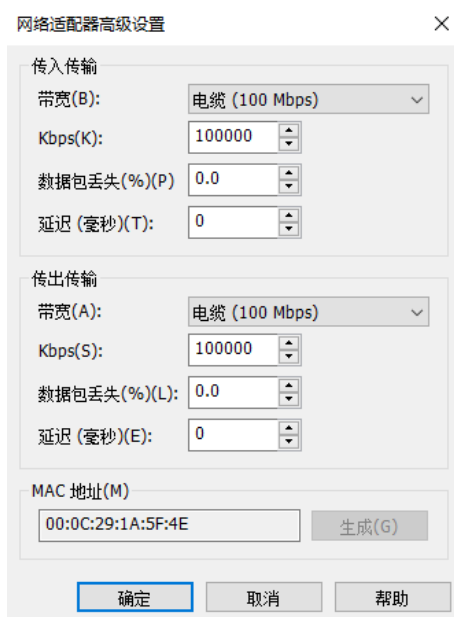 网络适配器高级设置
传入传输
带宽(B): 电缆 (100 Mbps)
Kbps(K): 100000
数据包丢失(%)(P) 0.0
延迟 (毫秒)(T): 0
传出传输
带宽(A): 电缆 (100 Mbps)
Kbps(S): 100000
数据包丢失(%)(L): 0.0
延迟 (毫秒)(E): 0
MAC 地址(M)
00:0C:29:1A:5F:4E 生成(G)
确定 取消 帮助